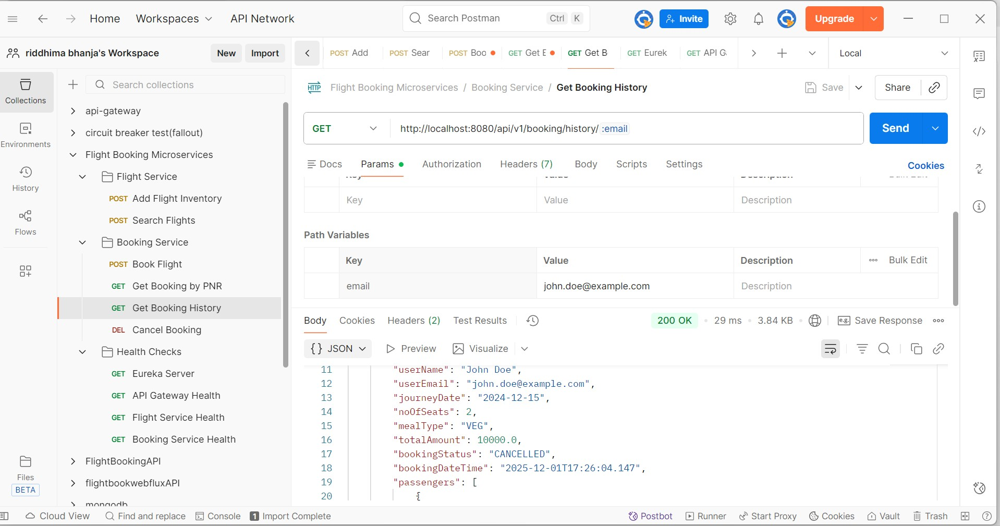 Home Workspaces API Network Search Postman Ctrl K Invite Upgrade
riddhima bhanja's Workspace New Import
POST Add POST Sear POST Boo GET Get E GET Get B GET Eurek GET API G Local
Collections
Environments
History
Flows
Files
BETA
Search collections
api-gateway
circuit breaker test(fallout)
Flight Booking Microservices
Flight Service
POST Add Flight Inventory
POST Search Flights
Booking Service
POST Book Flight
GET Get Booking by PNR
GET Get Booking History
DEL Cancel Booking
Health Checks
GET Eureka Server
GET API Gateway Health
GET Flight Service Health
GET Booking Service Health
FlightBookingAPI
flightbookwebfluxAPI
mongodb
HTTP Flight Booking Microservices / Booking Service / Get Booking History Save Share
GET http://localhost:8080/api/v1/booking/history/ :email Send
Docs Params Authorization Headers (7) Body Scripts Settings Cookies
Key Value Description Bulk Edit
Key Value Description
Path Variables
Key Value Description Bulk Edit
email john.doe@example.com Description
Body Cookies Headers (2) Test Results 200 OK • 29 ms • 3.84 KB • e.g. Save Response
{} JSON Preview Visualize
11 "userName": "John Doe",
12 "userEmail": "john.doe@example.com",
13 "journeyDate": "2024-12-15",
14 "noOfSeats": 2,
15 "mealType": "VEG",
16 "totalAmount": 10000.0,
17 "bookingStatus": "CANCELLED",
18 "bookingDateTime": "2025-12-01T17:26:04.147",
19 "passengers": [
20 {
Cloud View Find and replace Console 1 Import Complete Postbot Runner Start Proxy Cookies Vault Trash